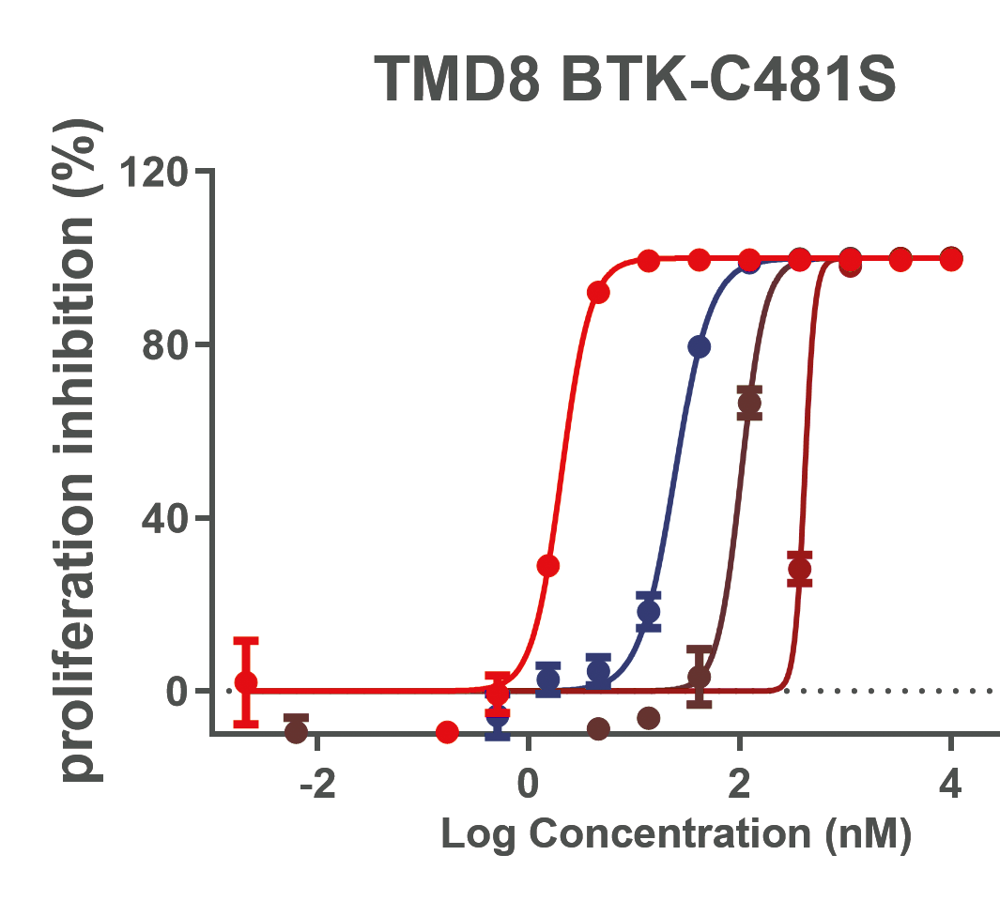 TMD8 BTK-C481S
proliferation inhibition (%)
120
80
40
0
-2
0
2
4
Log Concentration (nM)